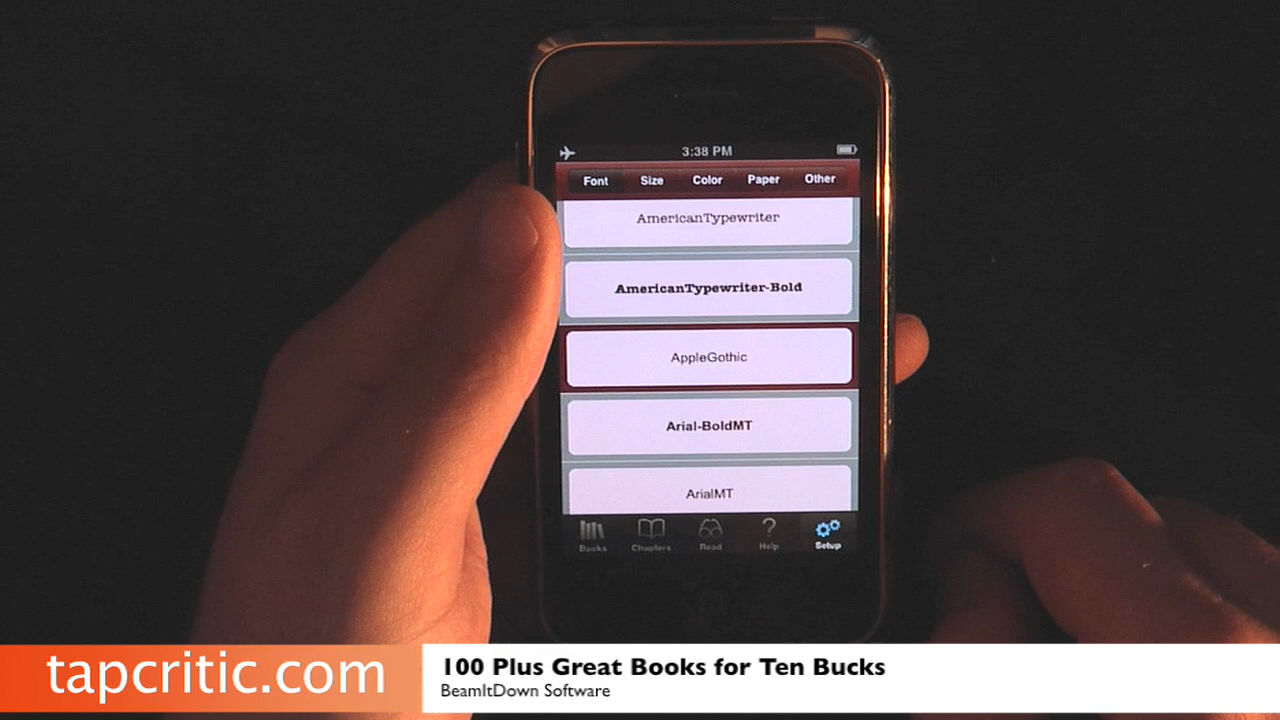 3:38 PM
Font Size Color Paper Other
AmericanTypewriter
AmericanTypewriter-Bold
AppleGothic
Arial-BoldMT
ArialMT
Books Chapters Read Help Setup
tapcritic.com
100 Plus Great Books for Ten Bucks
BeamItDown Software